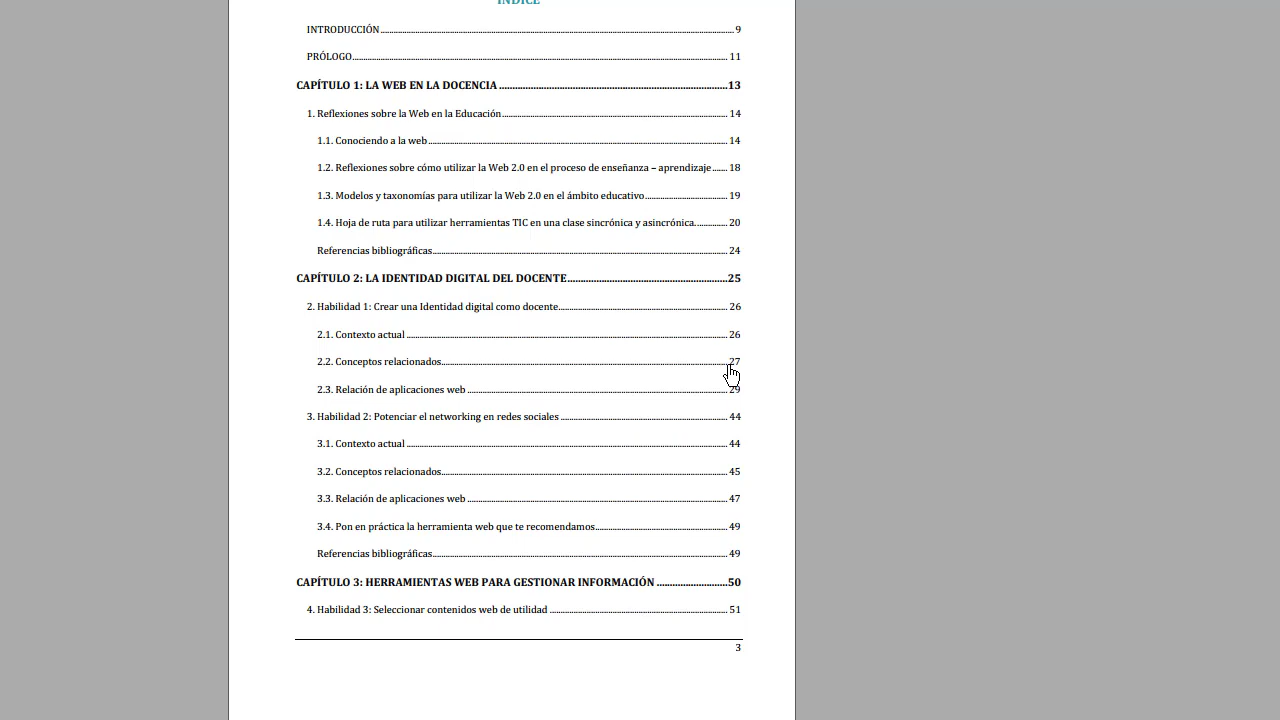 ÍNDICE
INTRODUCCIÓN 9
PRÓLOGO 11
CAPÍTULO 1: LA WEB EN LA DOCENCIA 13
1. Reflexiones sobre la Web en la Educación 14
1.1. Conociendo a la web 14
1.2. Reflexiones sobre cómo utilizar la Web 2.0 en el proceso de enseñanza – aprendizaje 18
1.3. Modelos y taxonomías para utilizar la Web 2.0 en el ámbito educativo 19
1.4. Hoja de ruta para utilizar herramientas TIC en una clase sincrónica y asincrónica. 20
Referencias bibliográficas 24
CAPÍTULO 2: LA IDENTIDAD DIGITAL DEL DOCENTE 25
2. Habilidad 1: Crear una Identidad digital como docente 26
2.1. Contexto actual 26
2.2. Conceptos relacionados 27
2.3. Relación de aplicaciones web 29
3. Habilidad 2: Potenciar el networking en redes sociales 44
3.1. Contexto actual 44
3.2. Conceptos relacionados 45
3.3. Relación de aplicaciones web 47
3.4. Pon en práctica la herramienta web que te recomendamos 49
Referencias bibliográficas 49
CAPÍTULO 3: HERRAMIENTAS WEB PARA GESTIONAR INFORMACIÓN 50
4. Habilidad 3: Seleccionar contenidos web de utilidad 51
3